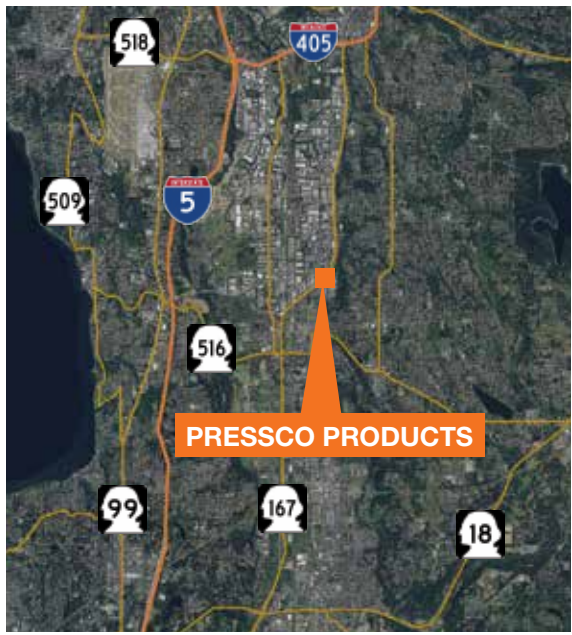 518
INTERSTATE
405
509
INTERSTATE
5
516
PRESSCO PRODUCTS
99
167
18